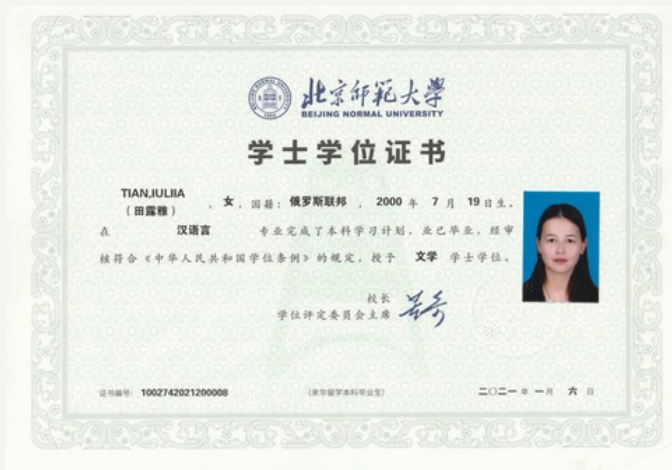 北京师范大学
BEIJING NORMAL UNIVERSITY
学士学位证书
TIAN,IULIIA
（田露雅）
，女，国籍：俄罗斯联邦，2000 年 7 月 19 日生。
在 汉语言 专业完成了本科学习计划，业已毕业，经审
核符合《中华人民共和国学位条例》的规定，授予 文学 学士学位。
校长
学位评定委员会主席
证书编号：1002742021200008
（来华留学本科毕业生）
二〇二一 年 一 月 六 日